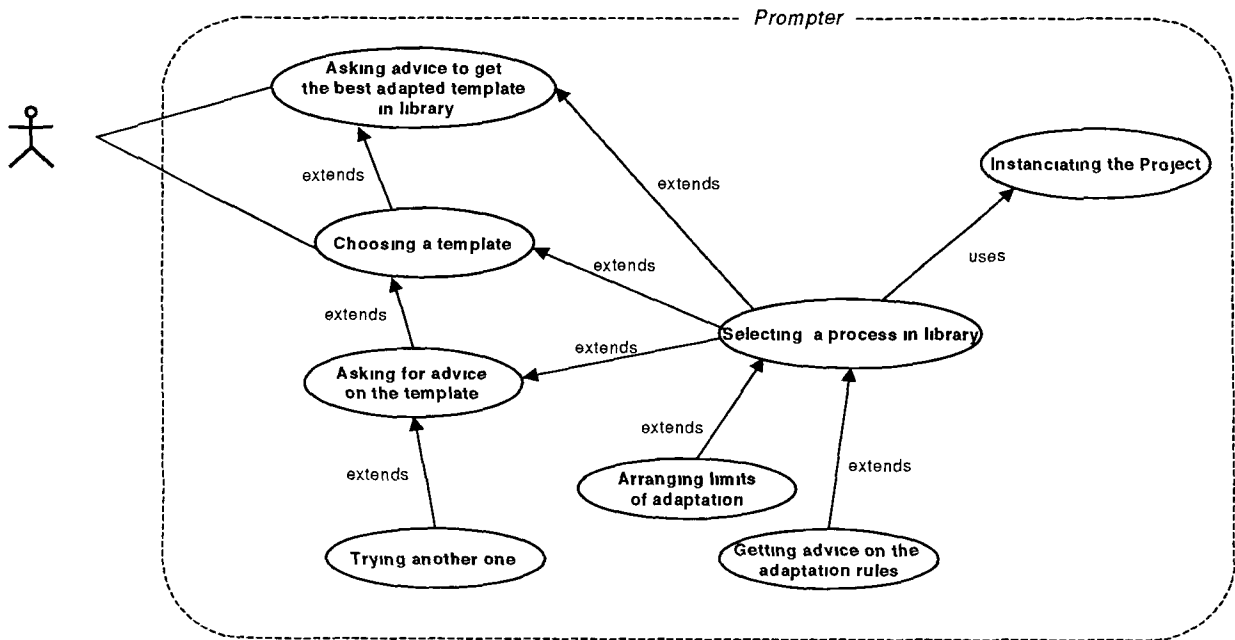 Prompter
Asking advice to get
the best adapted template
in library
Instanciating the Project
extends
extends
Choosing a template
extends
uses
extends
Selecting a process in library
extends
Asking for advice
on the template
extends
extends
extends
Arranging limits
of adaptation
Trying another one
Getting advice on the
adaptation rules